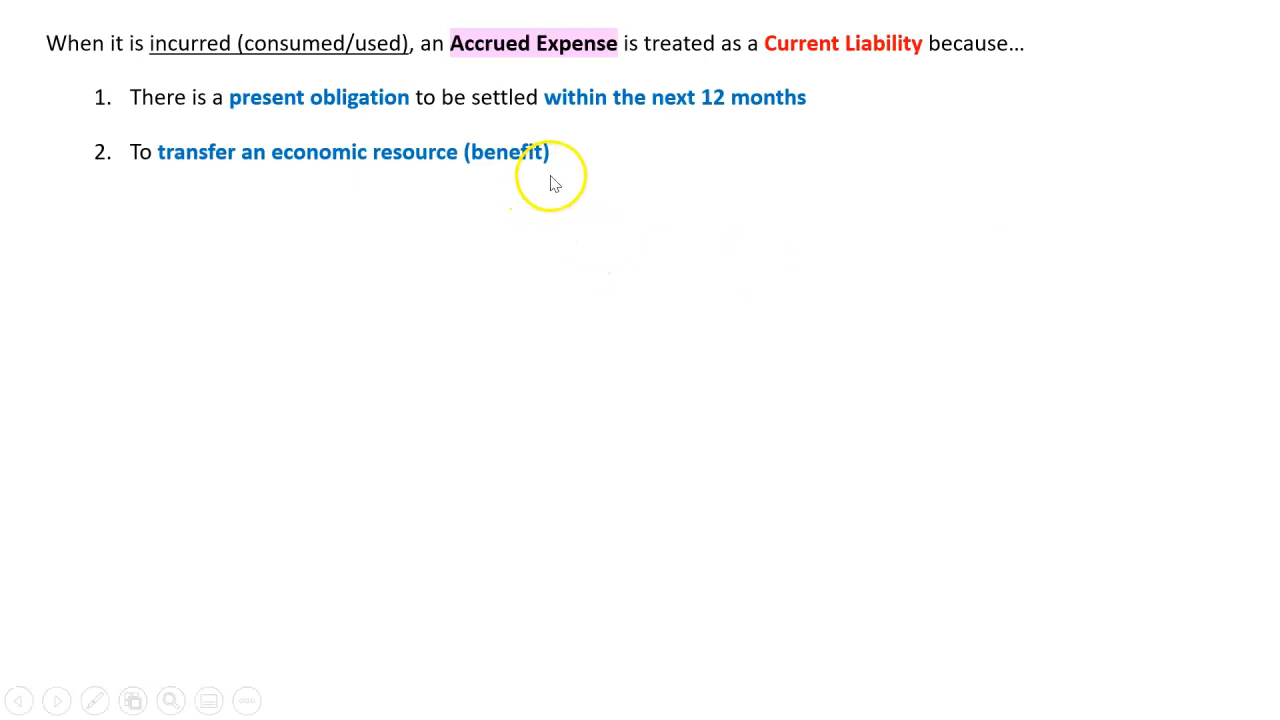 When it is incurred (consumed/used), an Accrued Expense is treated as a Current Liability because…
1. There is a present obligation to be settled within the next 12 months
2. To transfer an economic resource (benefit)